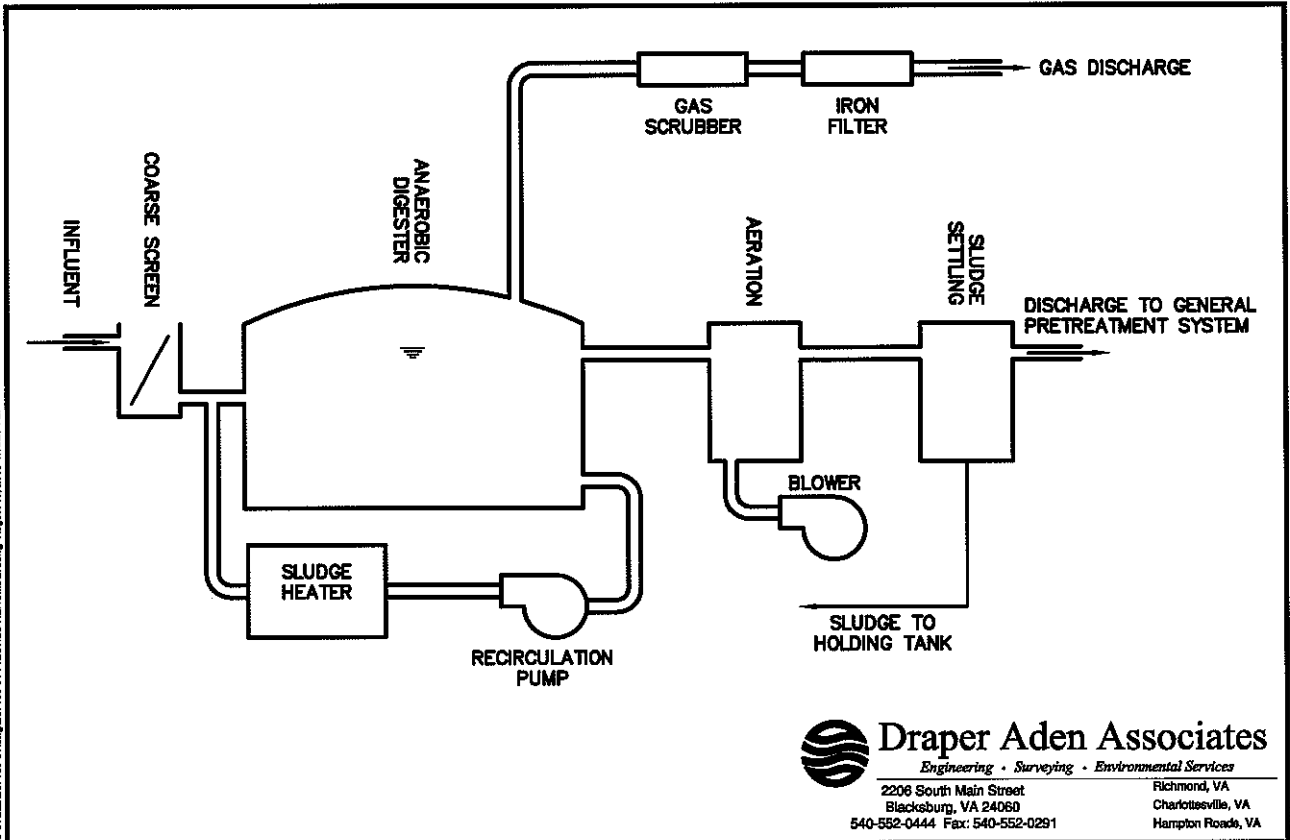 GAS DISCHARGE
GAS
SCRUBBER
IRON
FILTER
INFLUENT
COARSE SCREEN
ANAEROBIC
DIGESTER
AERATION
SLUDGE
SETTLING
DISCHARGE TO GENERAL
PRETREATMENT SYSTEM
BLOWER
SLUDGE
HEATER
RECIRCULATION
PUMP
SLUDGE TO
HOLDING TANK
Draper Aden Associates
Engineering • Surveying • Environmental Services
2206 South Main Street
Blacksburg, VA 24060
540-552-0444 Fax: 540-552-0291
Richmond, VA
Charlottesville, VA
Hampton Roads, VA